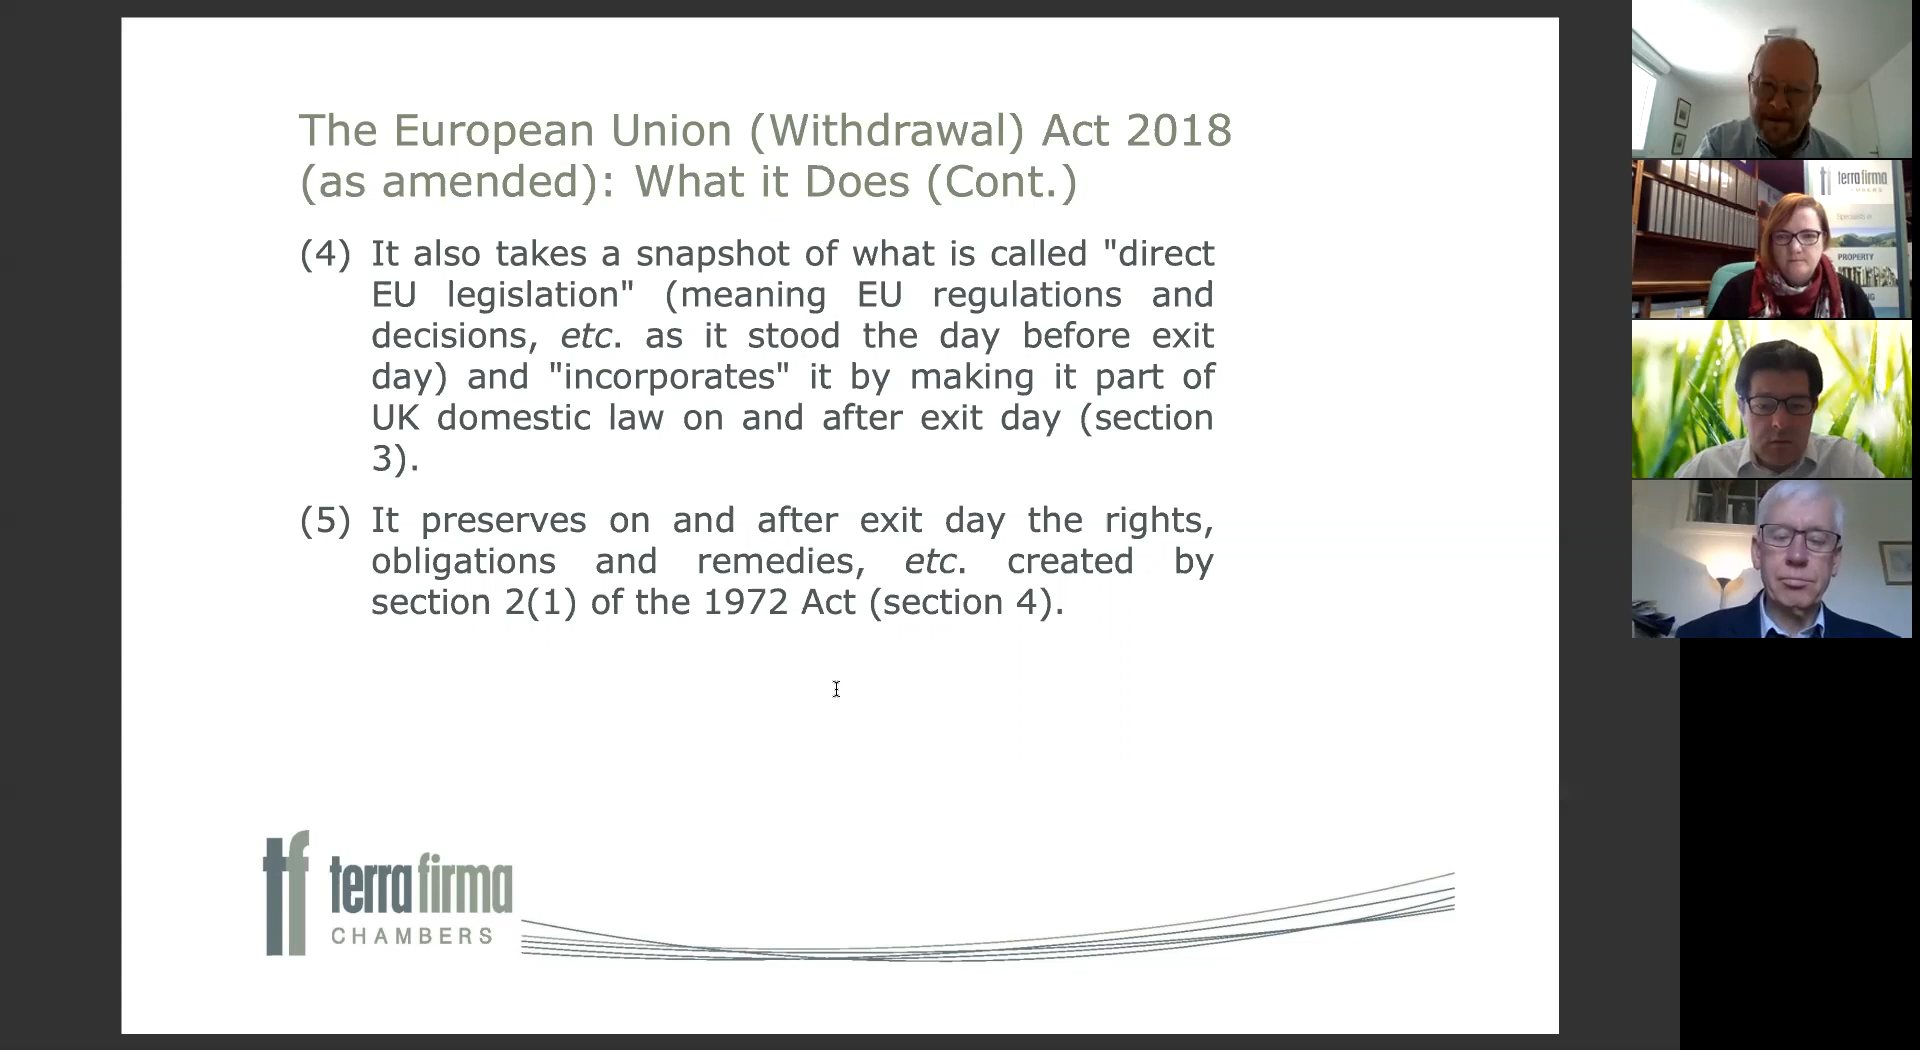 The European Union (Withdrawal) Act 2018
(as amended): What it Does (Cont.)
(4) It also takes a snapshot of what is called "direct
EU legislation" (meaning EU regulations and
decisions, etc. as it stood the day before exit
day) and "incorporates" it by making it part of
UK domestic law on and after exit day (section
3).
(5) It preserves on and after exit day the rights,
obligations and remedies, etc. created by
section 2(1) of the 1972 Act (section 4).
tf terra firma
CHAMBERS
terra firma
Specialists in
PROPERTY